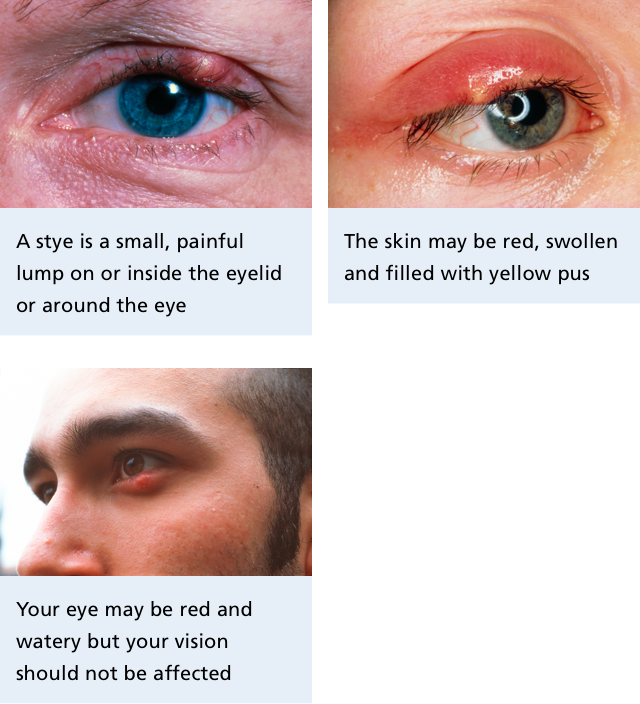 A stye is a small, painful
lump on or inside the eyelid
or around the eye
The skin may be red, swollen
and filled with yellow pus
Your eye may be red and
watery but your vision
should not be affected